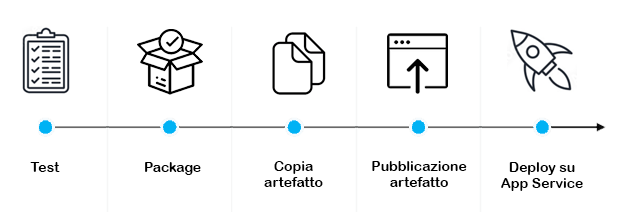 Test
Package
Copia
artefatto
Pubblicazione
artefatto
Deploy su
App Service